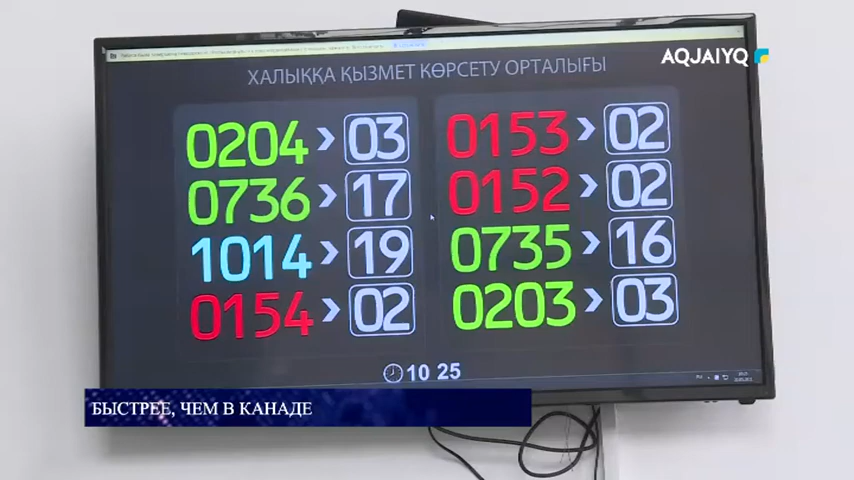 AQJAIYQ
ХАЛЫҚҚА ҚЫЗМЕТ КӨРСЕТУ ОРТАЛЫҒЫ
0204 > 03
0736 > 17
1014 > 19
0154 > 02
0153 > 02
0152 > 02
0735 > 16
0203 > 03
10 25
БЫСТРЕЕ, ЧЕМ В КАНАДЕ